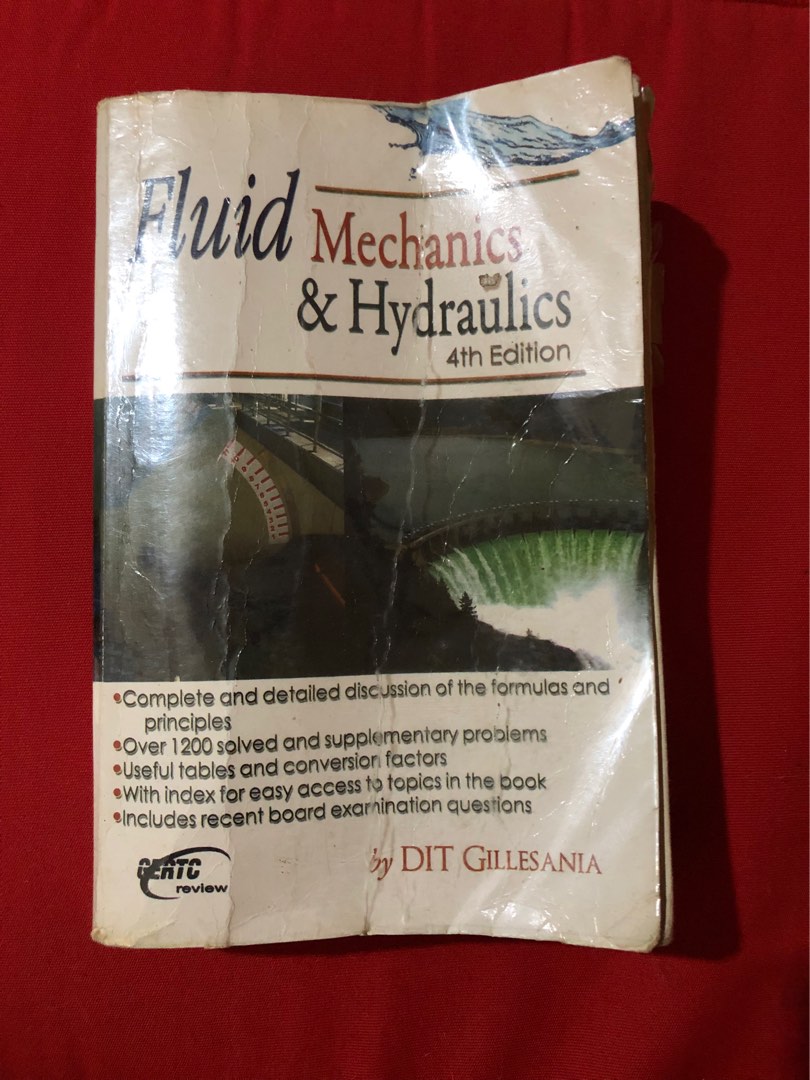 Fluid Mechanics
& Hydraulics
4th Edition
•Complete and detailed discussion of the formulas and
principles
•Over 1200 solved and supplementary problems
•Useful tables and conversion factors
•With index for easy access to topics in the book
•Includes recent board examination questions
GERTC
review
by DIT GILLESANIA